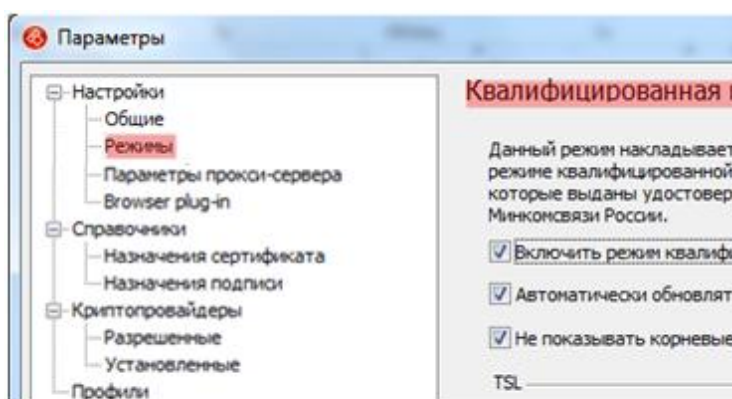 Параметры
Настройки
Общие
Режимы
Параметры прокси-сервера
Browser plug-in
Справочники
Назначения сертификата
Назначения подписи
Криптопровайдеры
Разрешенные
Установленные
Профили
Квалифицированная
Данный режим накладывает
режиме квалифицированной
которые выданы удостовер
Минкомсвязи России.
Включить режим квалифи
Автоматически обновлят
Не показывать корневые
TSL